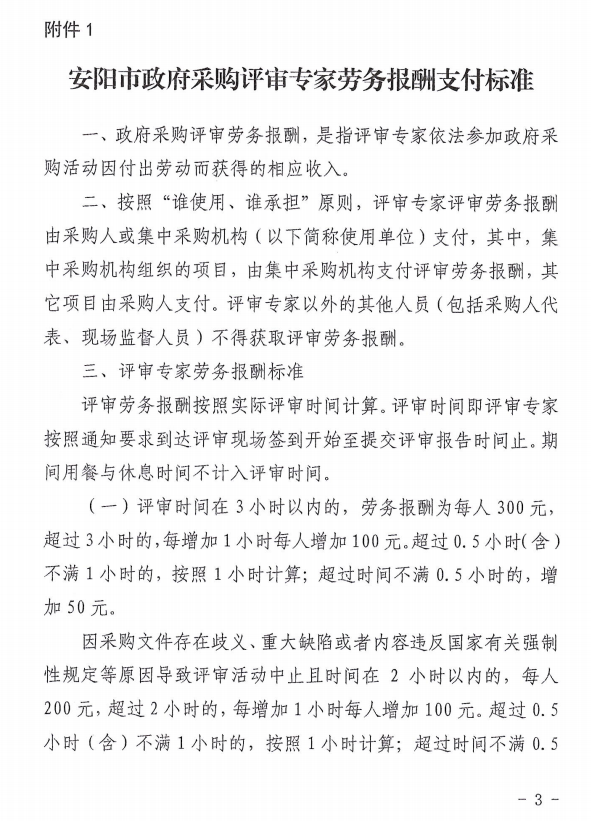 附件 1
安阳市政府采购评审专家劳务报酬支付标准
一、政府采购评审劳务报酬，是指评审专家依法参加政府采
购活动因付出劳动而获得的相应收入。
二、按照“谁使用、谁承担”原则，评审专家评审劳务报酬
由采购人或集中采购机构（以下简称使用单位）支付，其中，集
中采购机构组织的项目，由集中采购机构支付评审劳务报酬，其
它项目由采购人支付。评审专家以外的其他人员（包括采购人代
表、现场监督人员）不得获取评审劳务报酬。
三、评审专家劳务报酬标准
评审劳务报酬按照实际评审时间计算。评审时间即评审专家
按照通知要求到达评审现场签到开始至提交评审报告时间止。期
间用餐与休息时间不计入评审时间。
（一）评审时间在 3 小时以内的，劳务报酬为每人 300 元，
超过 3 小时的，每增加 1 小时每人增加 100 元。超过 0.5 小时（含）
不满 1 小时的，按照 1 小时计算；超过时间不满 0.5 小时的，增
加 50 元。
因采购文件存在歧义、重大缺陷或者内容违反国家有关强制
性规定等原因导致评审活动中止且时间在 2 小时以内的，每人
200 元，超过 2 小时的，每增加 1 小时每人增加 100 元。超过 0.5
小时（含）不满 1 小时的，按照 1 小时计算；超过时间不满 0.5
- 3 -